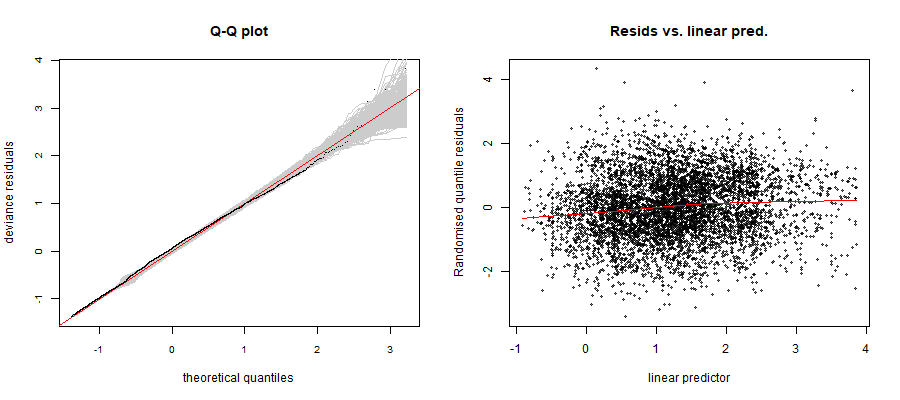 Q-Q plot
deviance residuals
4
3
2
1
0
-1
-1 0 1 2 3
theoretical quantiles
Resids vs. linear pred.
Randomised quantile residuals
4
2
0
-2
-1 0 1 2 3 4
linear predictor